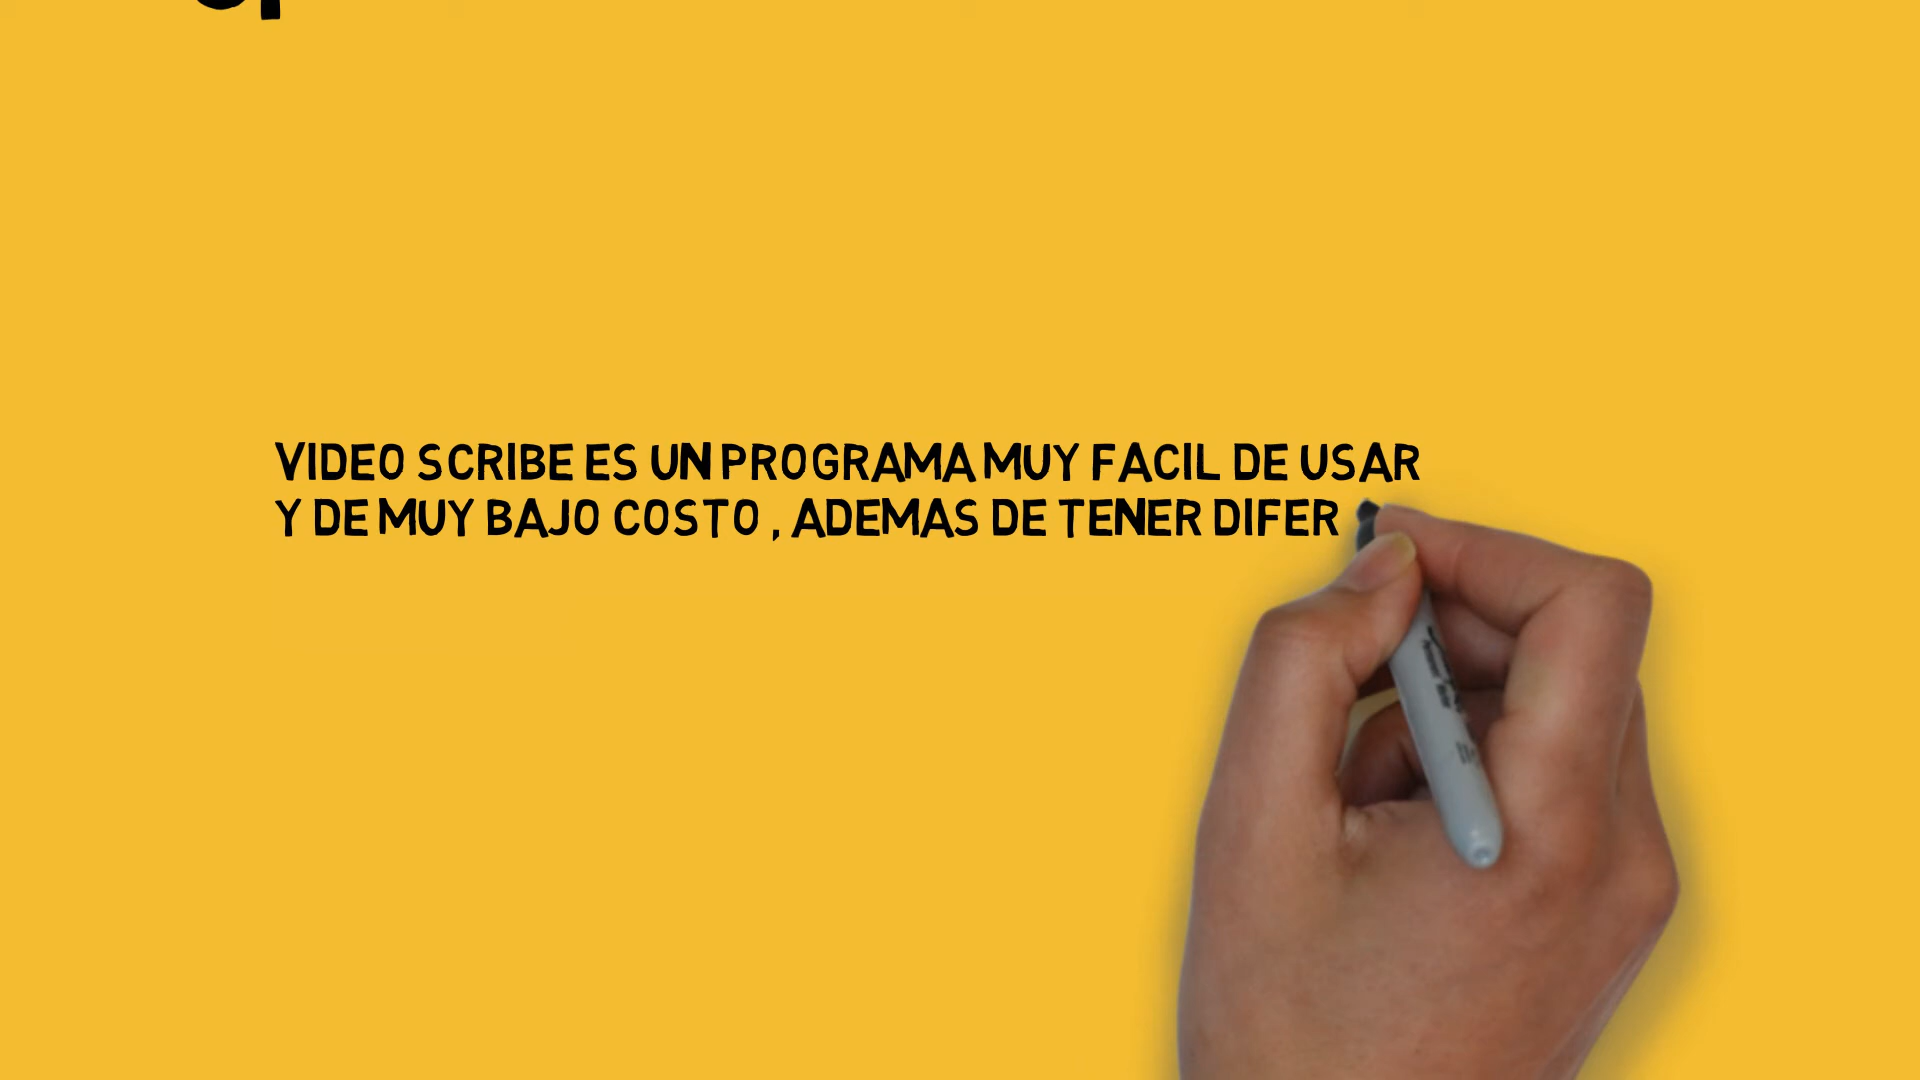 VIDEO SCRIBE ES UN PROGRAMA MUY FACIL DE USAR
Y DE MUY BAJO COSTO , ADEMAS DE TENER DIFER